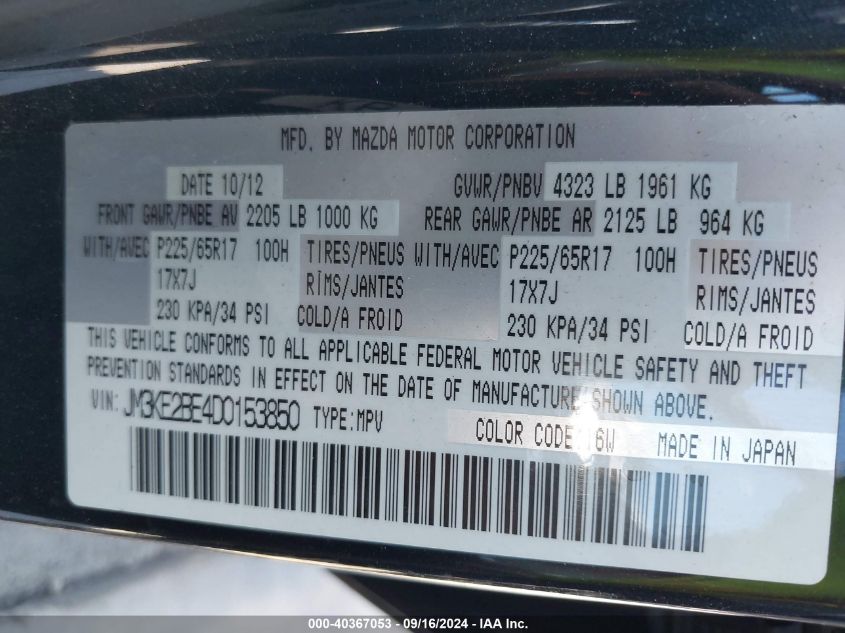 MFD. BY MAZDA MOTOR CORPORATION
DATE 10/12 GVWR/PNBV 4323 LB 1961 KG
FRONT GAWR/PNBE AV 2205 LB 1000 KG REAR GAWR/PNBE AR 2125 LB 964 KG
WITH/AVEC P225/65R17 100H TIRES/PNEUS WITH/AVEC P225/65R17 100H TIRES/PNEUS
17X7J RIMS/JANTES 17X7J RIMS/JANTES
230 KPA/34 PSI COLD/A FROID 230 KPA/34 PSI COLD/A FROID
THIS VEHICLE CONFORMS TO ALL APPLICABLE FEDERAL MOTOR VEHICLE SAFETY AND THEFT
PREVENTION STANDARDS IN EFFECT ON THE DATE OF MANUFACTURE SHOWN ABOVE.
VIN: JM3KE2BE4D0153850 TYPE:MPV
COLOR CODE: 6W MADE IN JAPAN
000-40367053 - 09/16/2024 - IAA Inc.